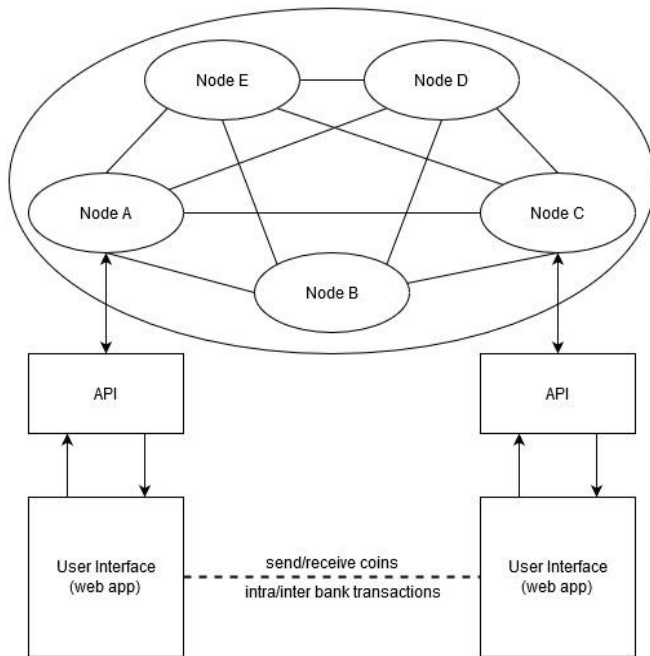 Node E
Node D
Node A
Node C
Node B
API
API
User Interface
(web app)
send/receive coins
intra/inter bank transactions
User Interface
(web app)